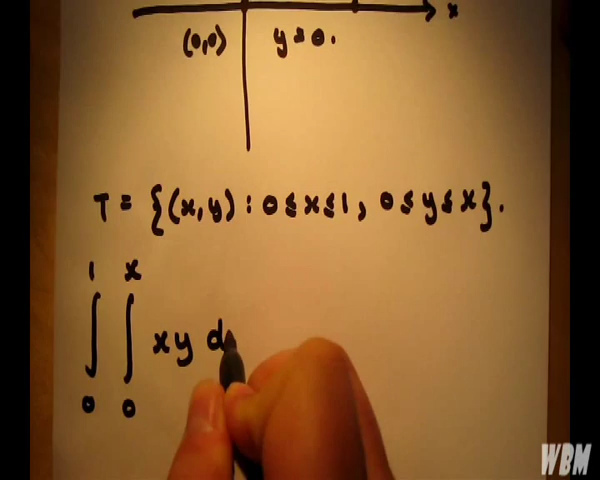 x
(0,0) y = 0.
T = {(x,y) : 0 ≤ x ≤ 1, 0 ≤ y ≤ x}.
1 x
∫ ∫ xy d
0 0
WBM